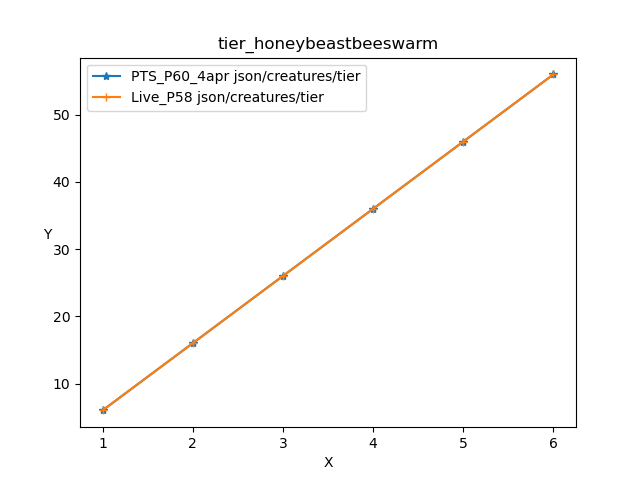 tier_honeybeastbeeswarm
PTS_P60_4apr json/creatures/tier
Live_P58 json/creatures/tier
Y
50
40
30
20
10
1 2 3 4 5 6
X